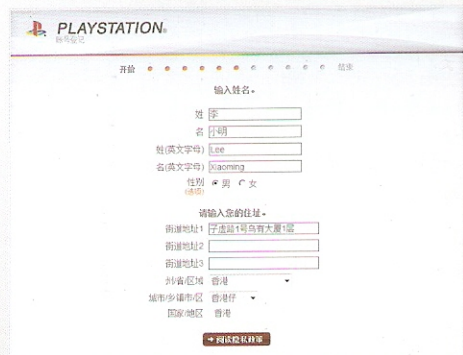 PLAYSTATION®
账号登记
开始 结束
输入姓名。
姓 李
名 小明
姓(英文字母) Lee
名(英文字母) Xiaoming
性别 男 女
(选填)
请输入您的住址。
街道地址1 子虚路1号乌有大厦1层
街道地址2
街道地址3
州/省/区域 香港
城市/乡镇市/区 香港仔
国家/地区 香港
阅读隐私政策